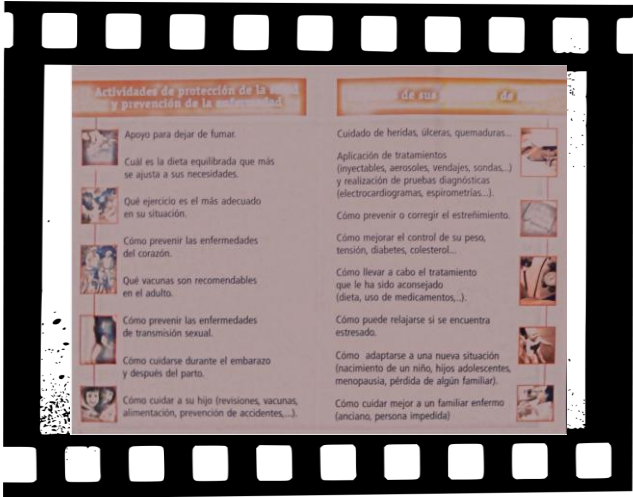 Actividades de protección de la salud
y prevención de la enfermedad
Apoyo para dejar de fumar.
Cuál es la dieta equilibrada que más
se ajusta a sus necesidades.
Qué ejercicio es el más adecuado
en su situación.
Cómo prevenir las enfermedades
del corazón.
Qué vacunas son recomendables
en el adulto.
Cómo prevenir las enfermedades
de transmisión sexual.
Cómo cuidarse durante el embarazo
y después del parto.
Cómo cuidar a su hijo (revisiones, vacunas,
alimentación, prevención de accidentes,...).
de sus de
Cuidado de heridas, úlceras, quemaduras...
Aplicación de tratamientos
(inyectables, aerosoles, vendajes, sondas,..)
y realización de pruebas diagnósticas
(electrocardiogramas, espirometrías...).
Cómo prevenir o corregir el estreñimiento.
Cómo mejorar el control de su peso,
tensión, diabetes, colesterol...
Cómo llevar a cabo el tratamiento
que le ha sido aconsejado
(dieta, uso de medicamentos,..).
Cómo puede relajarse si se encuentra
estresado.
Cómo adaptarse a una nueva situación
(nacimiento de un niño, hijos adolescentes,
menopausia, pérdida de algún familiar).
Cómo cuidar mejor a un familiar enfermo
(anciano, persona impedida)